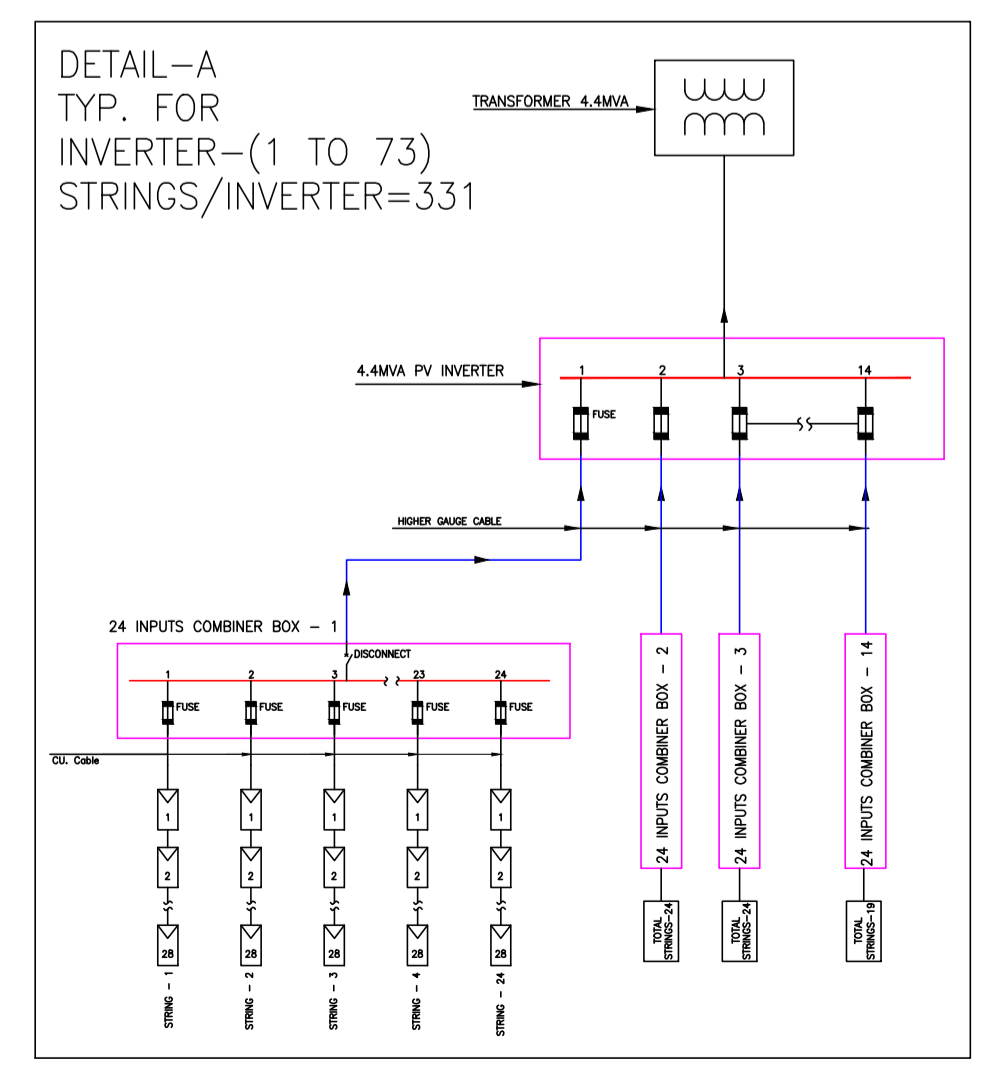 DETAIL-A
TYP. FOR
INVERTER-(1 TO 73)
STRINGS/INVERTER=331
TRANSFORMER 4.4MVA
4.4MVA PV INVERTER
1 2 3 14
FUSE
HIGHER GAUGE CABLE
24 INPUTS COMBINER BOX - 1
DISCONNECT
1 2 3 23 24
FUSE FUSE FUSE FUSE FUSE
CU. Cable
1 1 1 1 1
2 2 2 2 2
28 28 28 28 28
STRING - 1
STRING - 2
STRING - 3
STRING - 4
STRING - 24
24 INPUTS COMBINER BOX - 2
24 INPUTS COMBINER BOX - 3
24 INPUTS COMBINER BOX - 14
TOTAL
STRINGS-24
TOTAL
STRINGS-24
TOTAL
STRINGS-19